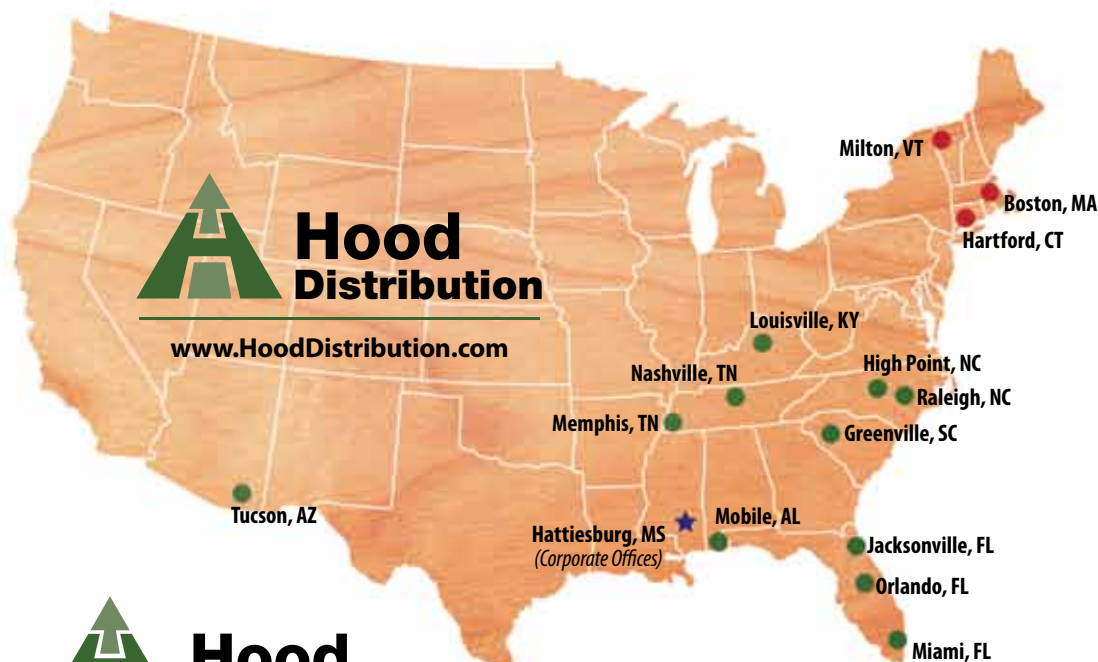 Milton, VT
Boston, MA
Hartford, CT
Hood
Distribution
www.HoodDistribution.com
Louisville, KY
High Point, NC
Nashville, TN
Raleigh, NC
Memphis, TN
Greenville, SC
Tucson, AZ
Mobile, AL
Hattiesburg, MS
(Corporate Offices)
Jacksonville, FL
Orlando, FL
Miami, FL
Hood